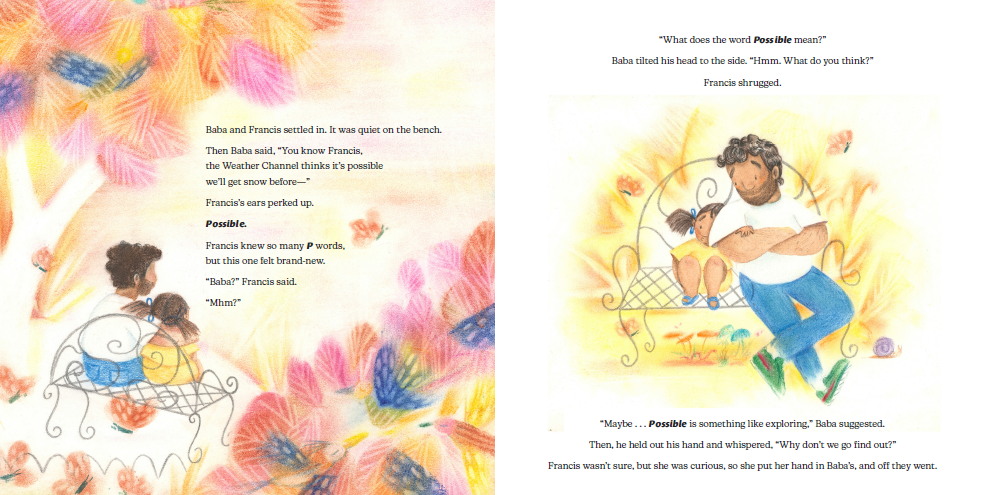 Baba and Francis settled in. It was quiet on the bench.
Then Baba said, “You know Francis,
the Weather Channel thinks it’s possible
we’ll get snow before—”
Francis’s ears perked up.
Possible.
Francis knew so many P words,
but this one felt brand-new.
“Baba?” Francis said.
“Mhm?”
“What does the word Possible mean?”
Baba tilted his head to the side. “Hmm. What do you think?”
Francis shrugged.
“Maybe . . . Possible is something like exploring,” Baba suggested.
Then, he held out his hand and whispered, “Why don’t we go find out?”
Francis wasn’t sure, but she was curious, so she put her hand in Baba’s, and off they went.